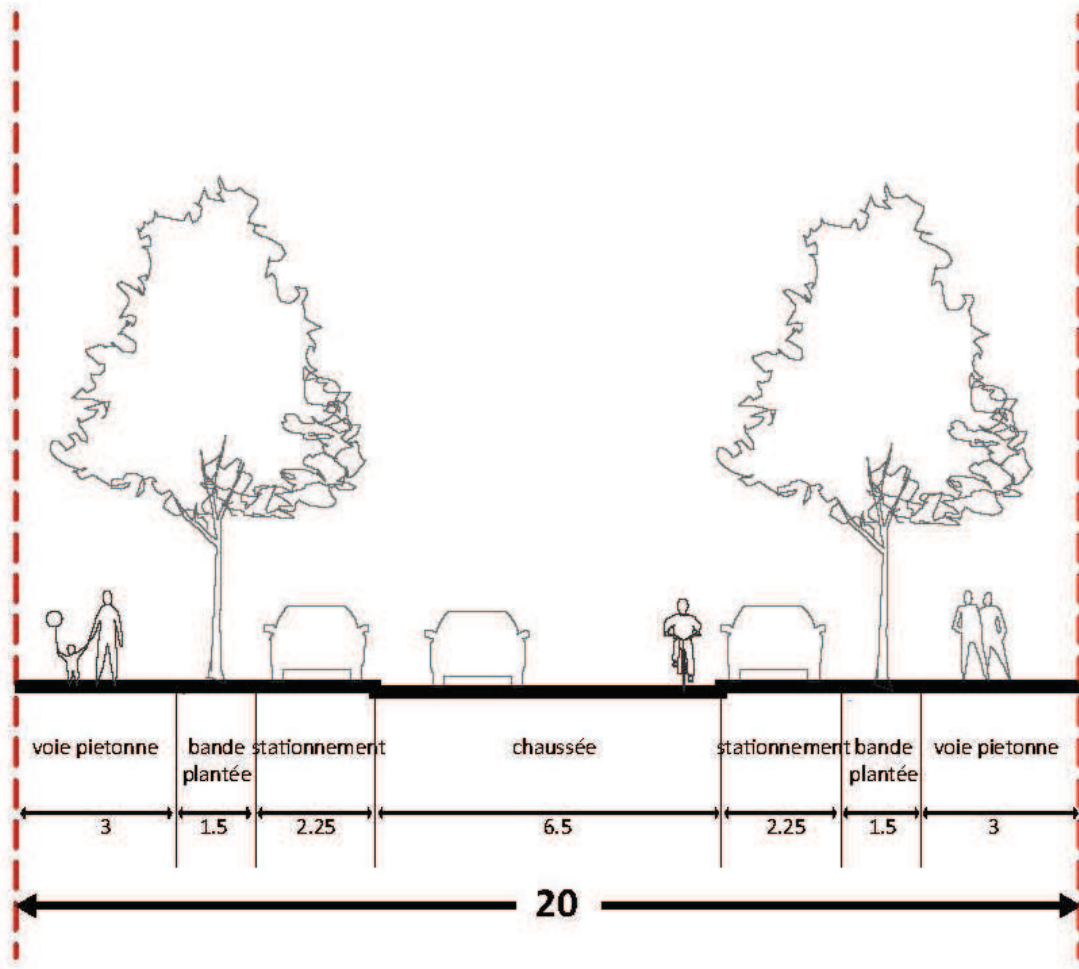 voie pietonne bande stationnement chaussée stationnement bande voie pietonne
plantée plantée
3 1.5 2.25 6.5 2.25 1.5 3
20